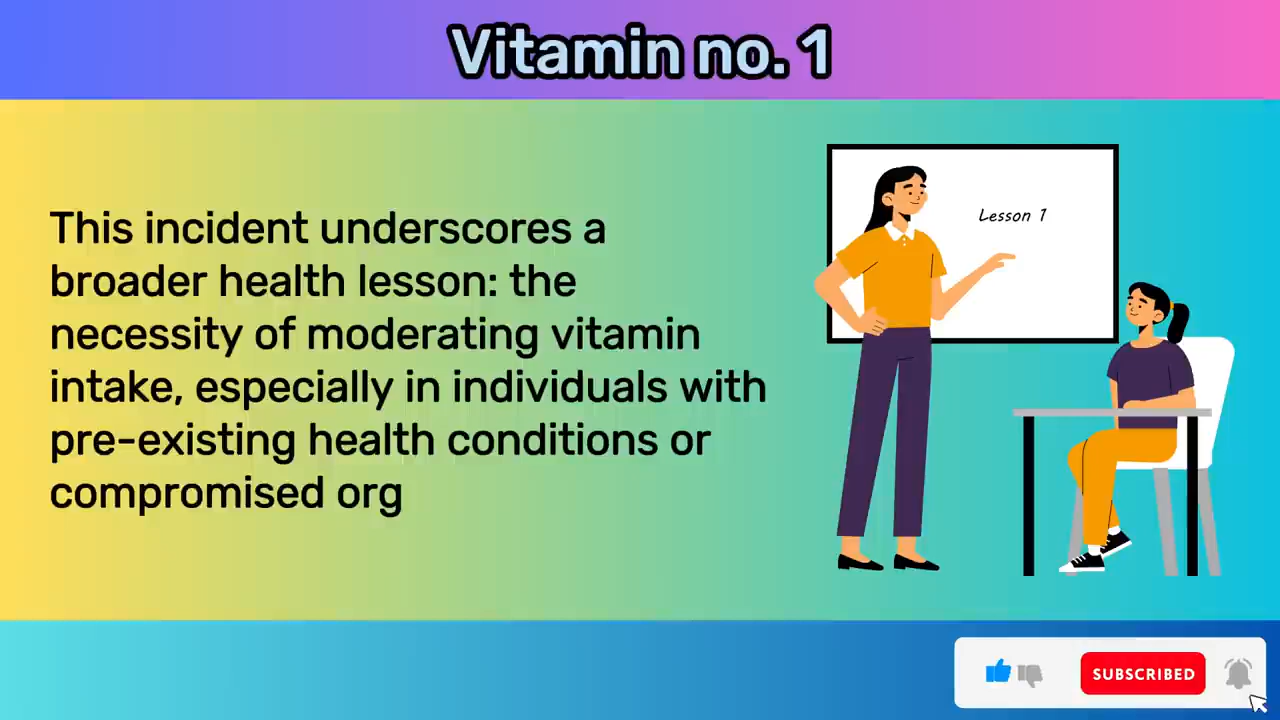 Vitamin no. 1
This incident underscores a
broader health lesson: the
necessity of moderating vitamin
intake, especially in individuals with
pre-existing health conditions or
compromised org
Lesson 1
SUBSCRIBED